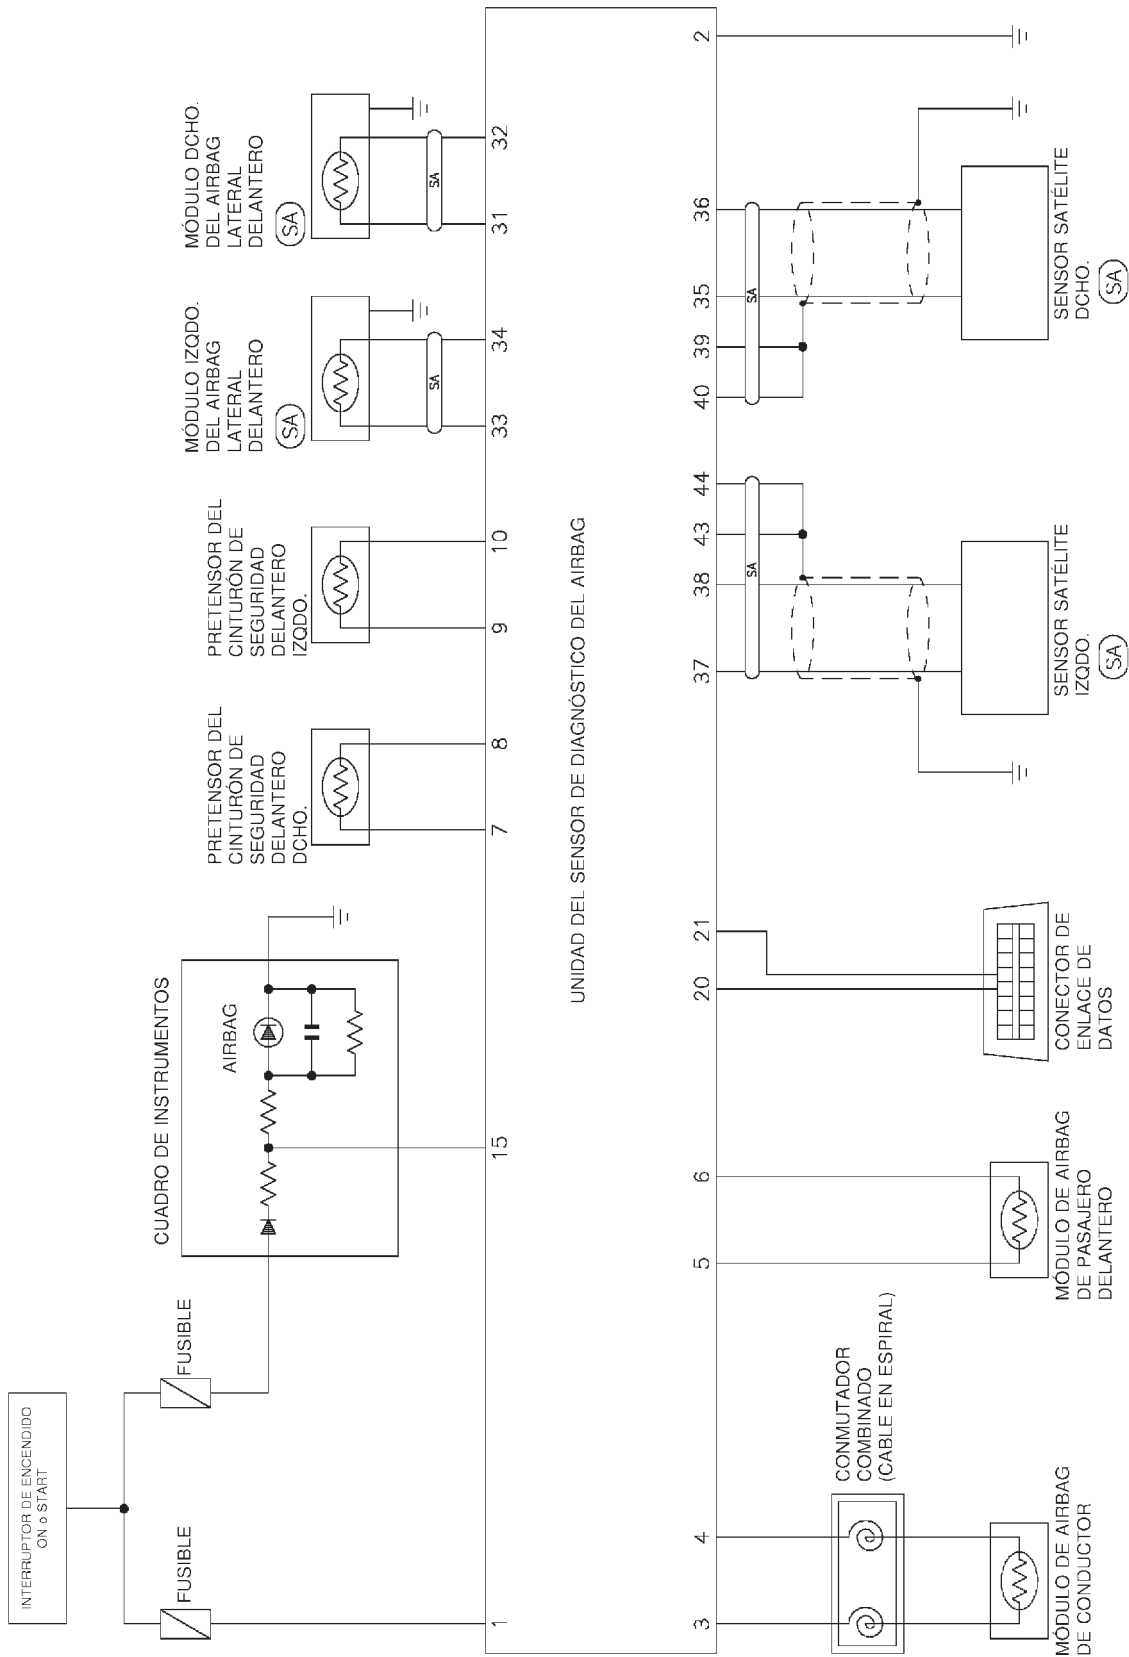 INTERRUPTOR DE ENCENDIDO
ON o START
FUSIBLE
FUSIBLE
CUADRO DE INSTRUMENTOS
AIRBAG
PRETENSOR DEL
CINTURÓN DE
SEGURIDAD
DELANTERO
DCHO.
PRETENSOR DEL
CINTURÓN DE
SEGURIDAD
DELANTERO
IZQDO.
MÓDULO IZQDO.
DEL AIRBAG
LATERAL
DELANTERO
SA
SA
MÓDULO DCHO.
DEL AIRBAG
LATERAL
DELANTERO
SA
SA
1
15
7
8
9
10
33
34
31
32
UNIDAD DEL SENSOR DE DIAGNÓSTICO DEL AIRBAG
3
4
5
6
20
21
37
38
43
44
40
39
35
36
2
SA
SA
CONMUTADOR
COMBINADO
(CABLE EN ESPIRAL)
MÓDULO DE AIRBAG
DE CONDUCTOR
MÓDULO DE AIRBAG
DE PASAJERO
DELANTERO
CONECTOR DE
ENLACE DE
DATOS
SENSOR SATÉLITE
IZQDO.
SA
SENSOR SATÉLITE
DCHO.
SA